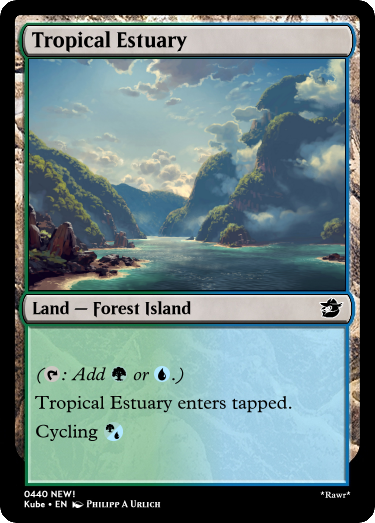 Tropical Estuary
Land — Forest Island
(: Add or .)
Tropical Estuary enters tapped.
Cycling
0440 NEW!
Kube • EN Philipp A Urlich
*Rawr*